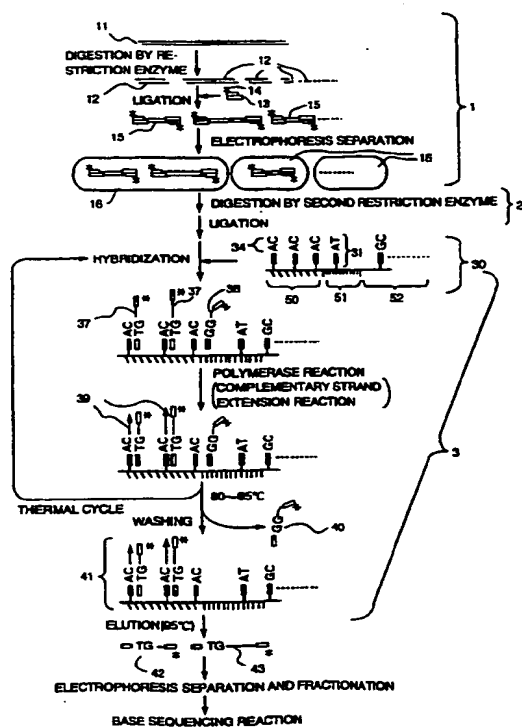 11
DIGESTION BY RE-
STRICTION ENZYME
12
12
14
LIGATION
13
15
15
ELECTROPHORESIS SEPARATION
1
16
16
DIGESTION BY SECOND RESTRICTION ENZYME
2
LIGATION
HYBRIDIZATION
34
AC AC AC AT GC
31
30
50 51 52
37 * 37 * 38
AC TG AC TG AC GG AT GC
POLYMERASE REACTION
(COMPLEMENTARY STRAND
EXTENSION REACTION)
39
* *
AC TG AC TG AC GG AT GC
3
THERMAL CYCLE
WASHING
GG
40
41
* *
AC TG AC TG AC AT GC
ELUTION(95°C)
TG * TG *
42 43
ELECTROPHORESIS SEPARATION AND FRACTIONATION
BASE SEQUENCING REACTION